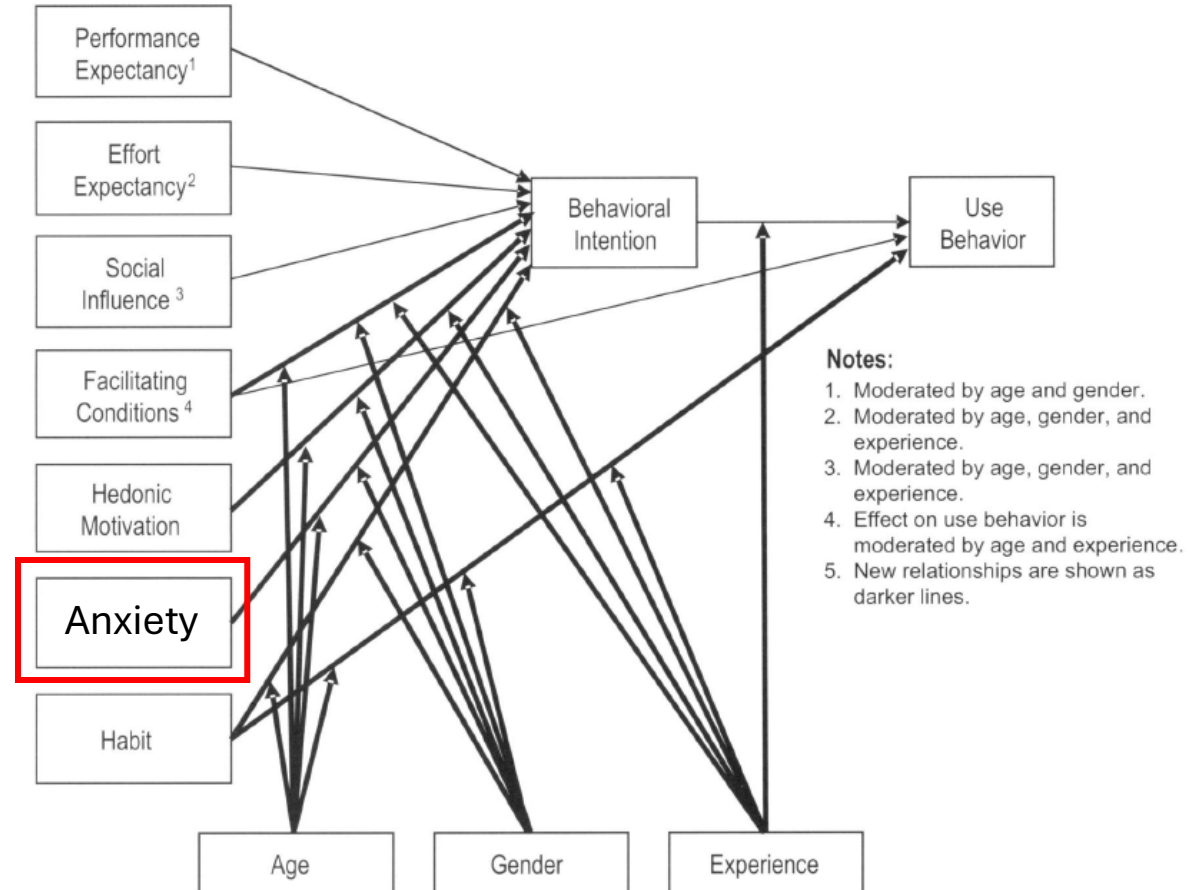 Performance
Expectancy¹
Effort
Expectancy²
Social
Influence ³
Facilitating
Conditions ⁴
Hedonic
Motivation
Anxiety
Habit
Behavioral
Intention
Use
Behavior
Notes:
1. Moderated by age and gender.
2. Moderated by age, gender, and
experience.
3. Moderated by age, gender, and
experience.
4. Effect on use behavior is
moderated by age and experience.
5. New relationships are shown as
darker lines.
Age
Gender
Experience